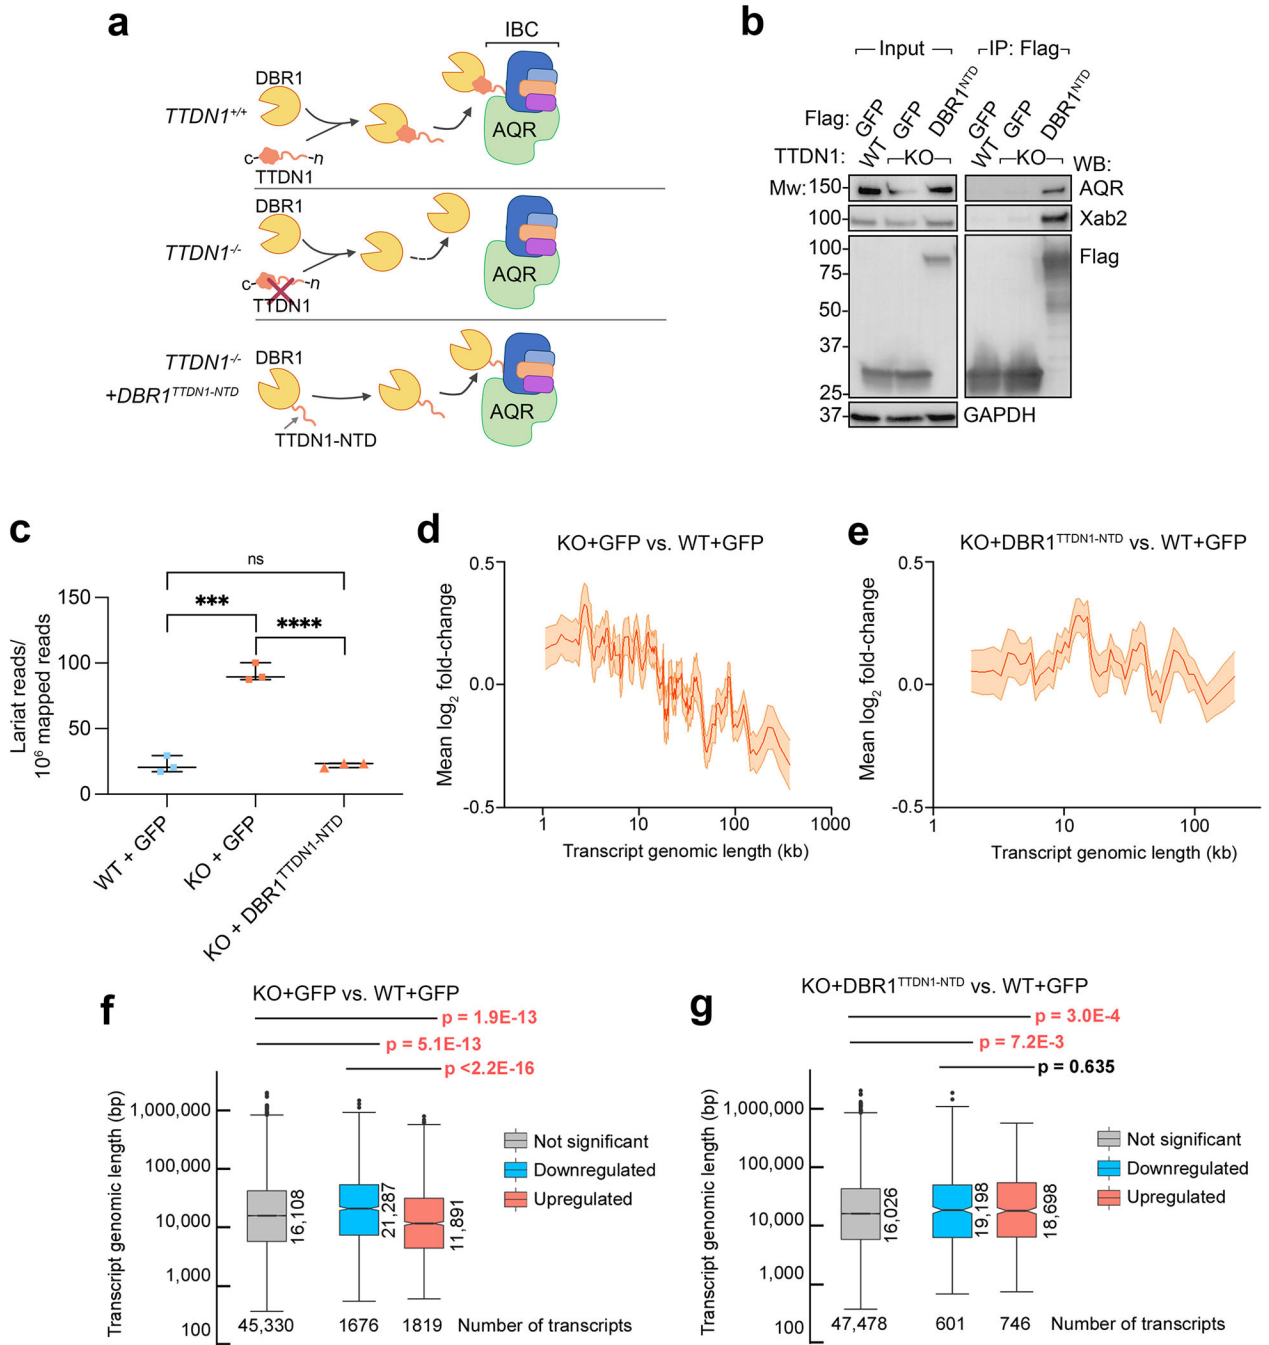 a
IBC
DBR1
TTDN1+/+
AQR
c- -n
TTDN1
DBR1
TTDN1-/-
AQR
c- -n
TTDN1
TTDN1-/-
+DBR1TTDN1-NTD
DBR1
AQR
TTDN1-NTD
b
Input
IP: Flag
Flag: GFP GFP DBR1NTD GFP GFP DBR1NTD
TTDN1: WT KO WT KO WB:
Mw: 150 AQR
100 Xab2
100 Flag
75
50
37
25
37 GAPDH
c
ns
***
****
Lariat reads/
10⁶ mapped reads
150
100
50
0
WT + GFP
KO + GFP
KO + DBR1TTDN1-NTD
d
KO+GFP vs. WT+GFP
Mean log₂ fold-change
0.5
0.0
-0.5
1 10 100 1000
Transcript genomic length (kb)
e
KO+DBR1TTDN1-NTD vs. WT+GFP
Mean log₂ fold-change
0.5
0.0
-0.5
1 10 100
Transcript genomic length (kb)
f
KO+GFP vs. WT+GFP
p = 1.9E-13
p = 5.1E-13
p <2.2E-16
Transcript genomic length (bp)
1,000,000
100,000
10,000
1,000
100
16,108
21,287
11,891
Not significant
Downregulated
Upregulated
45,330 1676 1819 Number of transcripts
g
KO+DBR1TTDN1-NTD vs. WT+GFP
p = 3.0E-4
p = 7.2E-3
p = 0.635
Transcript genomic length (bp)
1,000,000
100,000
10,000
1,000
100
16,026
19,198
18,698
Not significant
Downregulated
Upregulated
47,478 601 746 Number of transcripts